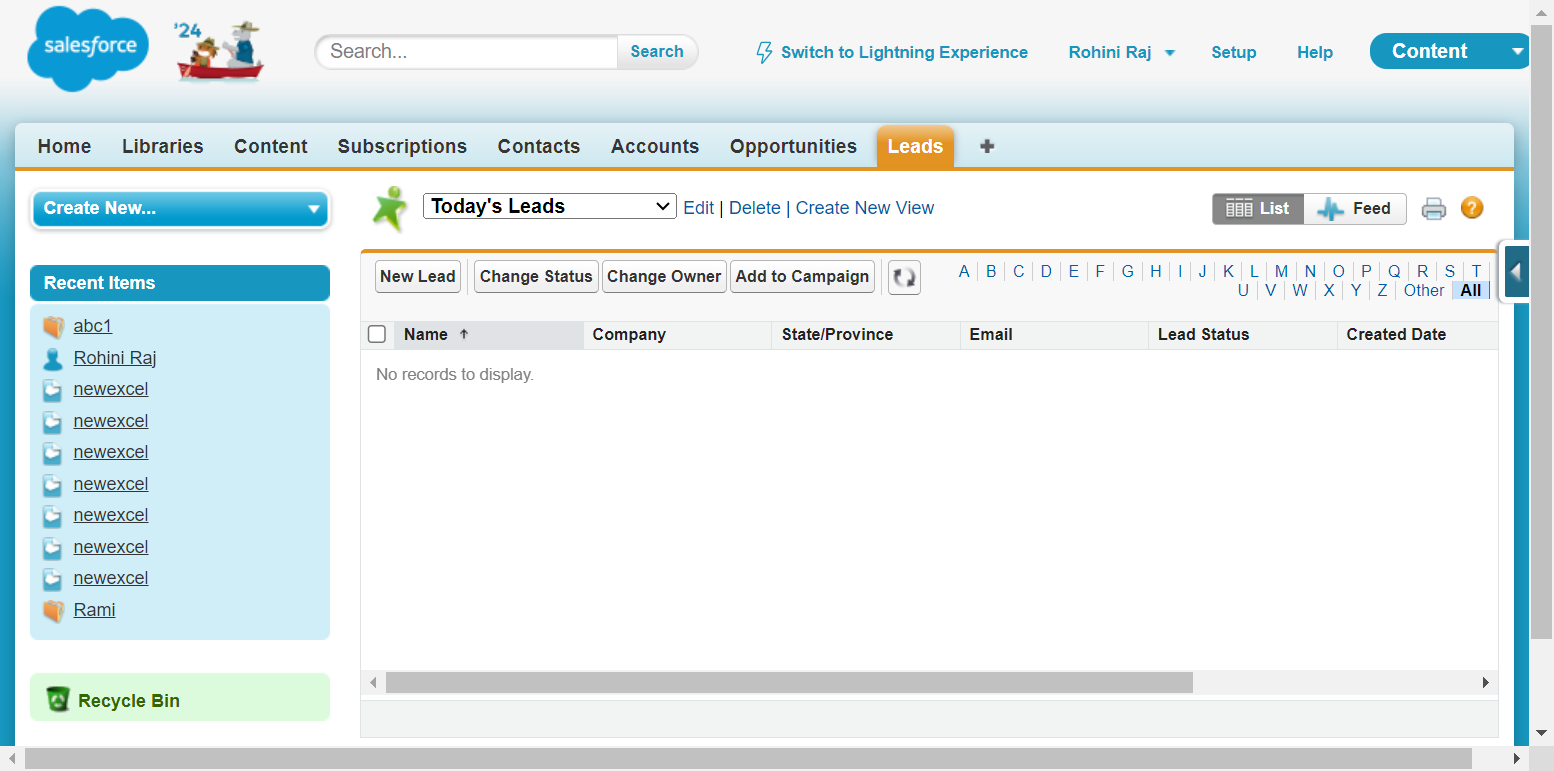 salesforce
'24
Search...
Search
Switch to Lightning Experience
Rohini Raj
Setup
Help
Content
Home
Libraries
Content
Subscriptions
Contacts
Accounts
Opportunities
Leads
+
Create New...
Today's Leads
Edit | Delete | Create New View
List
Feed
?
Recent Items
abc1
Rohini Raj
newexcel
newexcel
newexcel
newexcel
newexcel
newexcel
newexcel
Rami
Recycle Bin
New Lead
Change Status
Change Owner
Add to Campaign
A | B | C | D | E | F | G | H | I | J | K | L | M | N | O | P | Q | R | S | T |
U | V | W | X | Y | Z | Other | All
Name
Company
State/Province
Email
Lead Status
Created Date
No records to display.